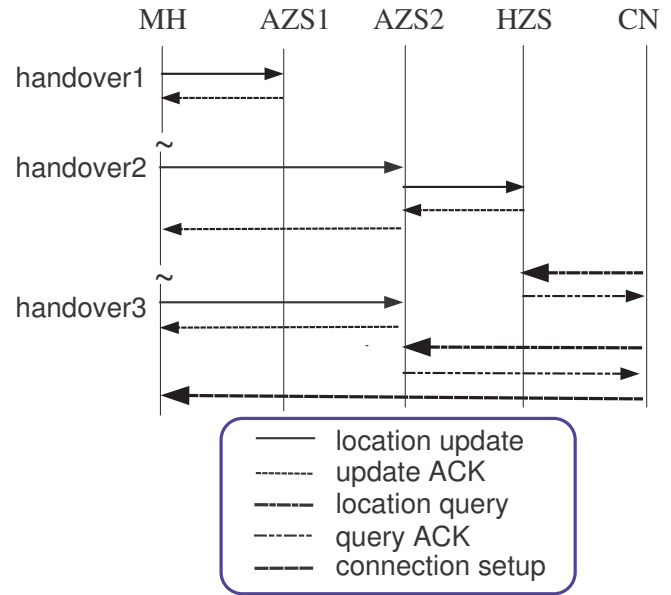 MH AZS1 AZS2 HZS CN
handover1
~
handover2
~
handover3
location update
update ACK
location query
query ACK
connection setup